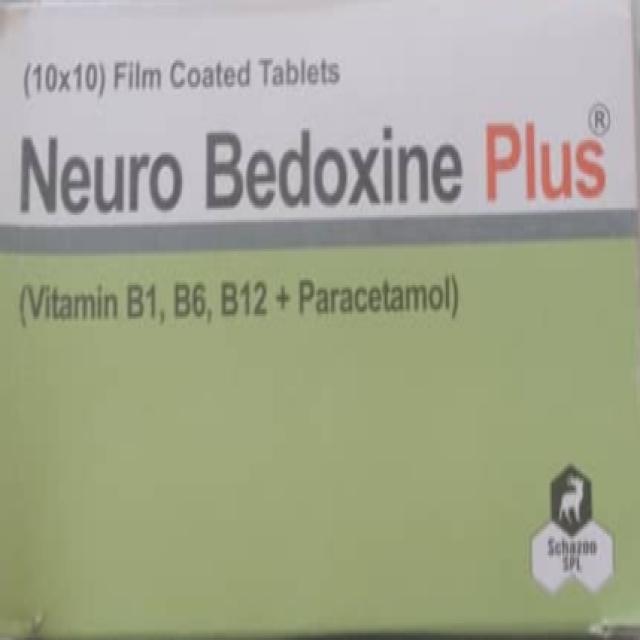 (10x10) Film Coated Tablets
Neuro Bedoxine Plus®
(Vitamin B1, B6, B12 + Paracetamol)
Schazoo
SPL